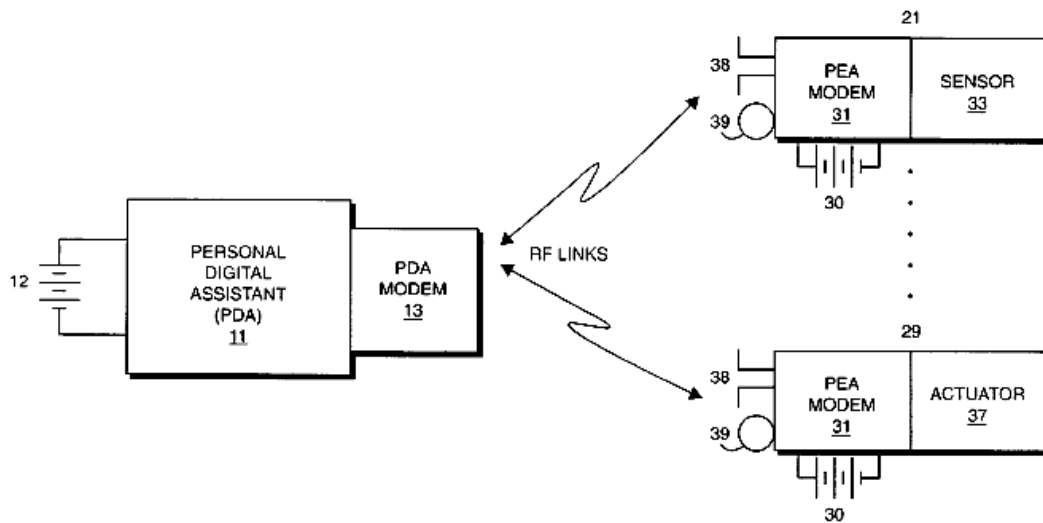 21
38
PEA
MODEM
31
SENSOR
33
39
30
12
PERSONAL
DIGITAL
ASSISTANT
(PDA)
11
PDA
MODEM
13
RF LINKS
29
38
PEA
MODEM
31
ACTUATOR
37
39
30